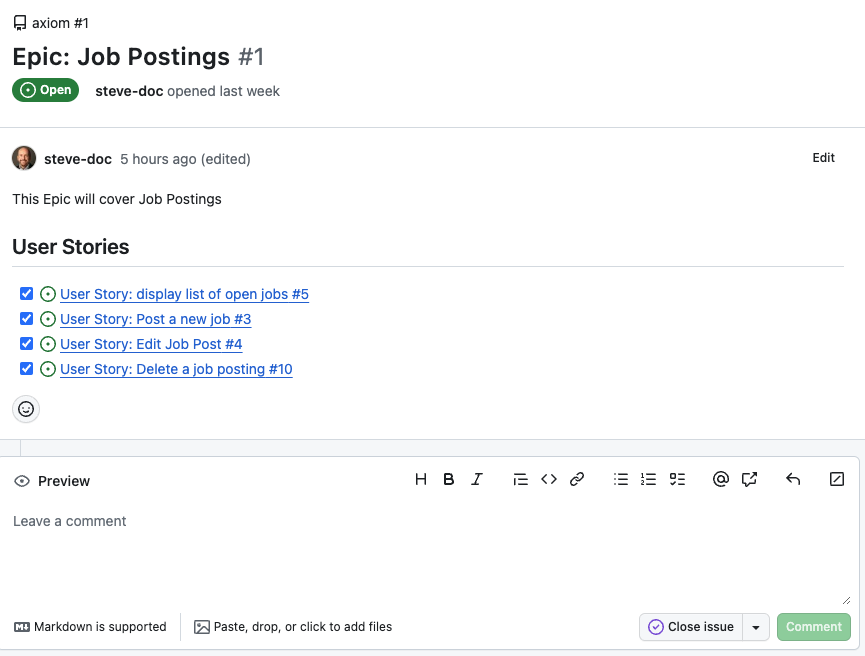 axiom #1
Epic: Job Postings #1
Open steve-doc opened last week
steve-doc 5 hours ago (edited) Edit
This Epic will cover Job Postings
User Stories
User Story: display list of open jobs #5
User Story: Post a new job #3
User Story: Edit Job Post #4
User Story: Delete a job posting #10
Preview H B I
Leave a comment
Markdown is supported Paste, drop, or click to add files Close issue Comment